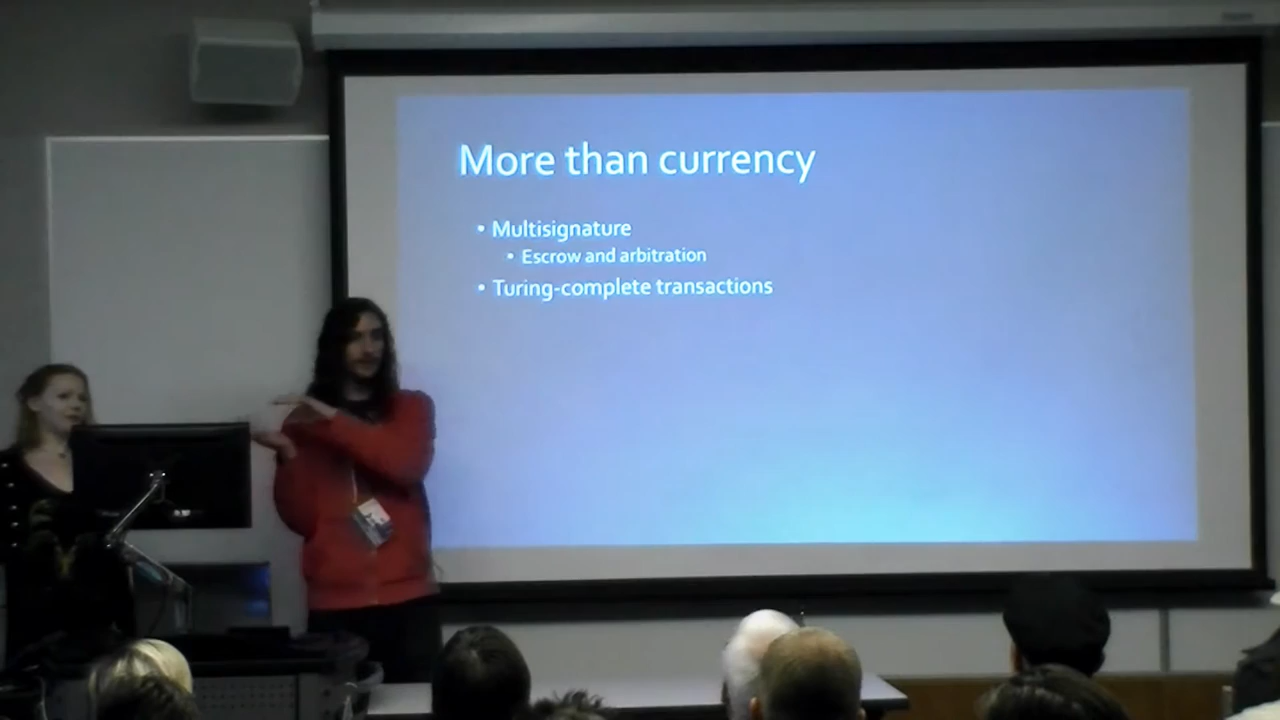 More than currency
• Multisignature
• Escrow and arbitration
• Turing-complete transactions